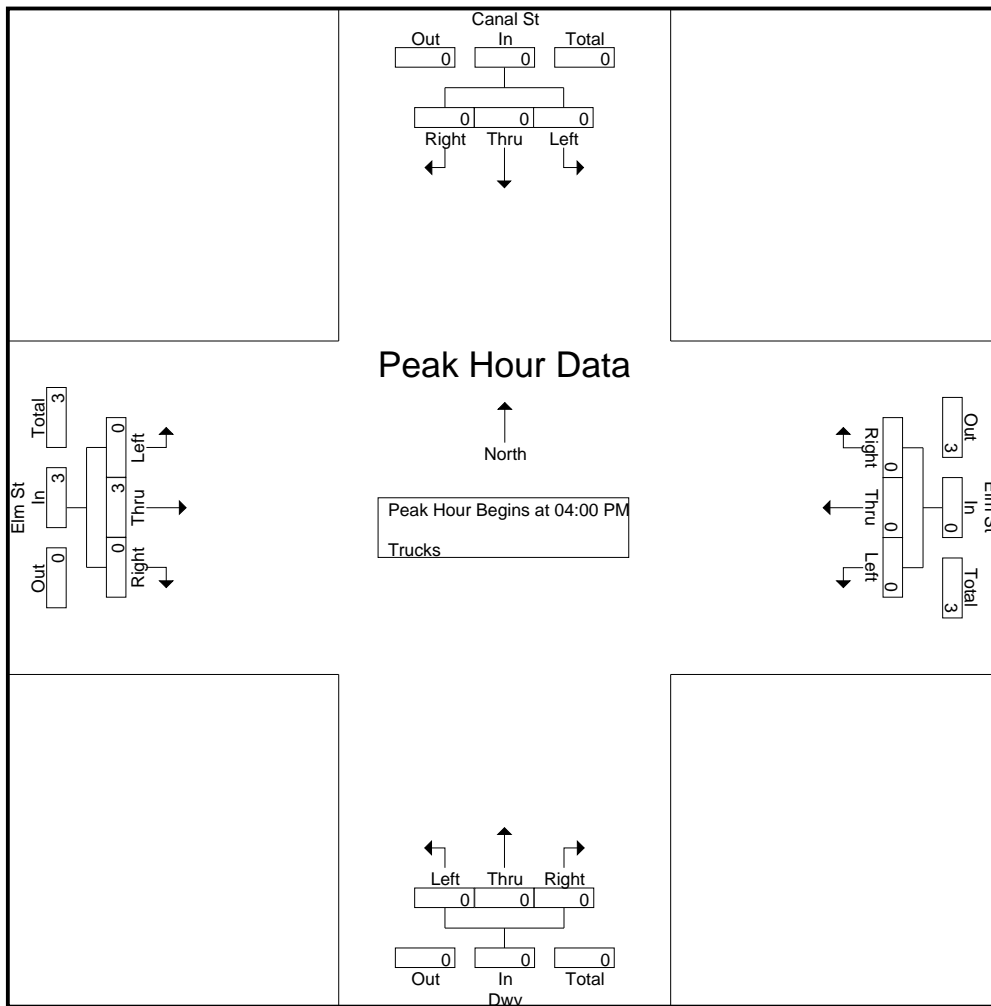 Canal St
Out In Total
0 0 0
0 0 0
Right Thru Left
Peak Hour Data
North
Peak Hour Begins at 04:00 PM
Trucks
Elm St
Out In Total
0 3 3
Right Thru Left
0 3 0
Elm St
Out In Total
3 0 3
Right Thru Left
0 0 0
Left Thru Right
0 0 0
0 0 0
Out In Total
Dwy